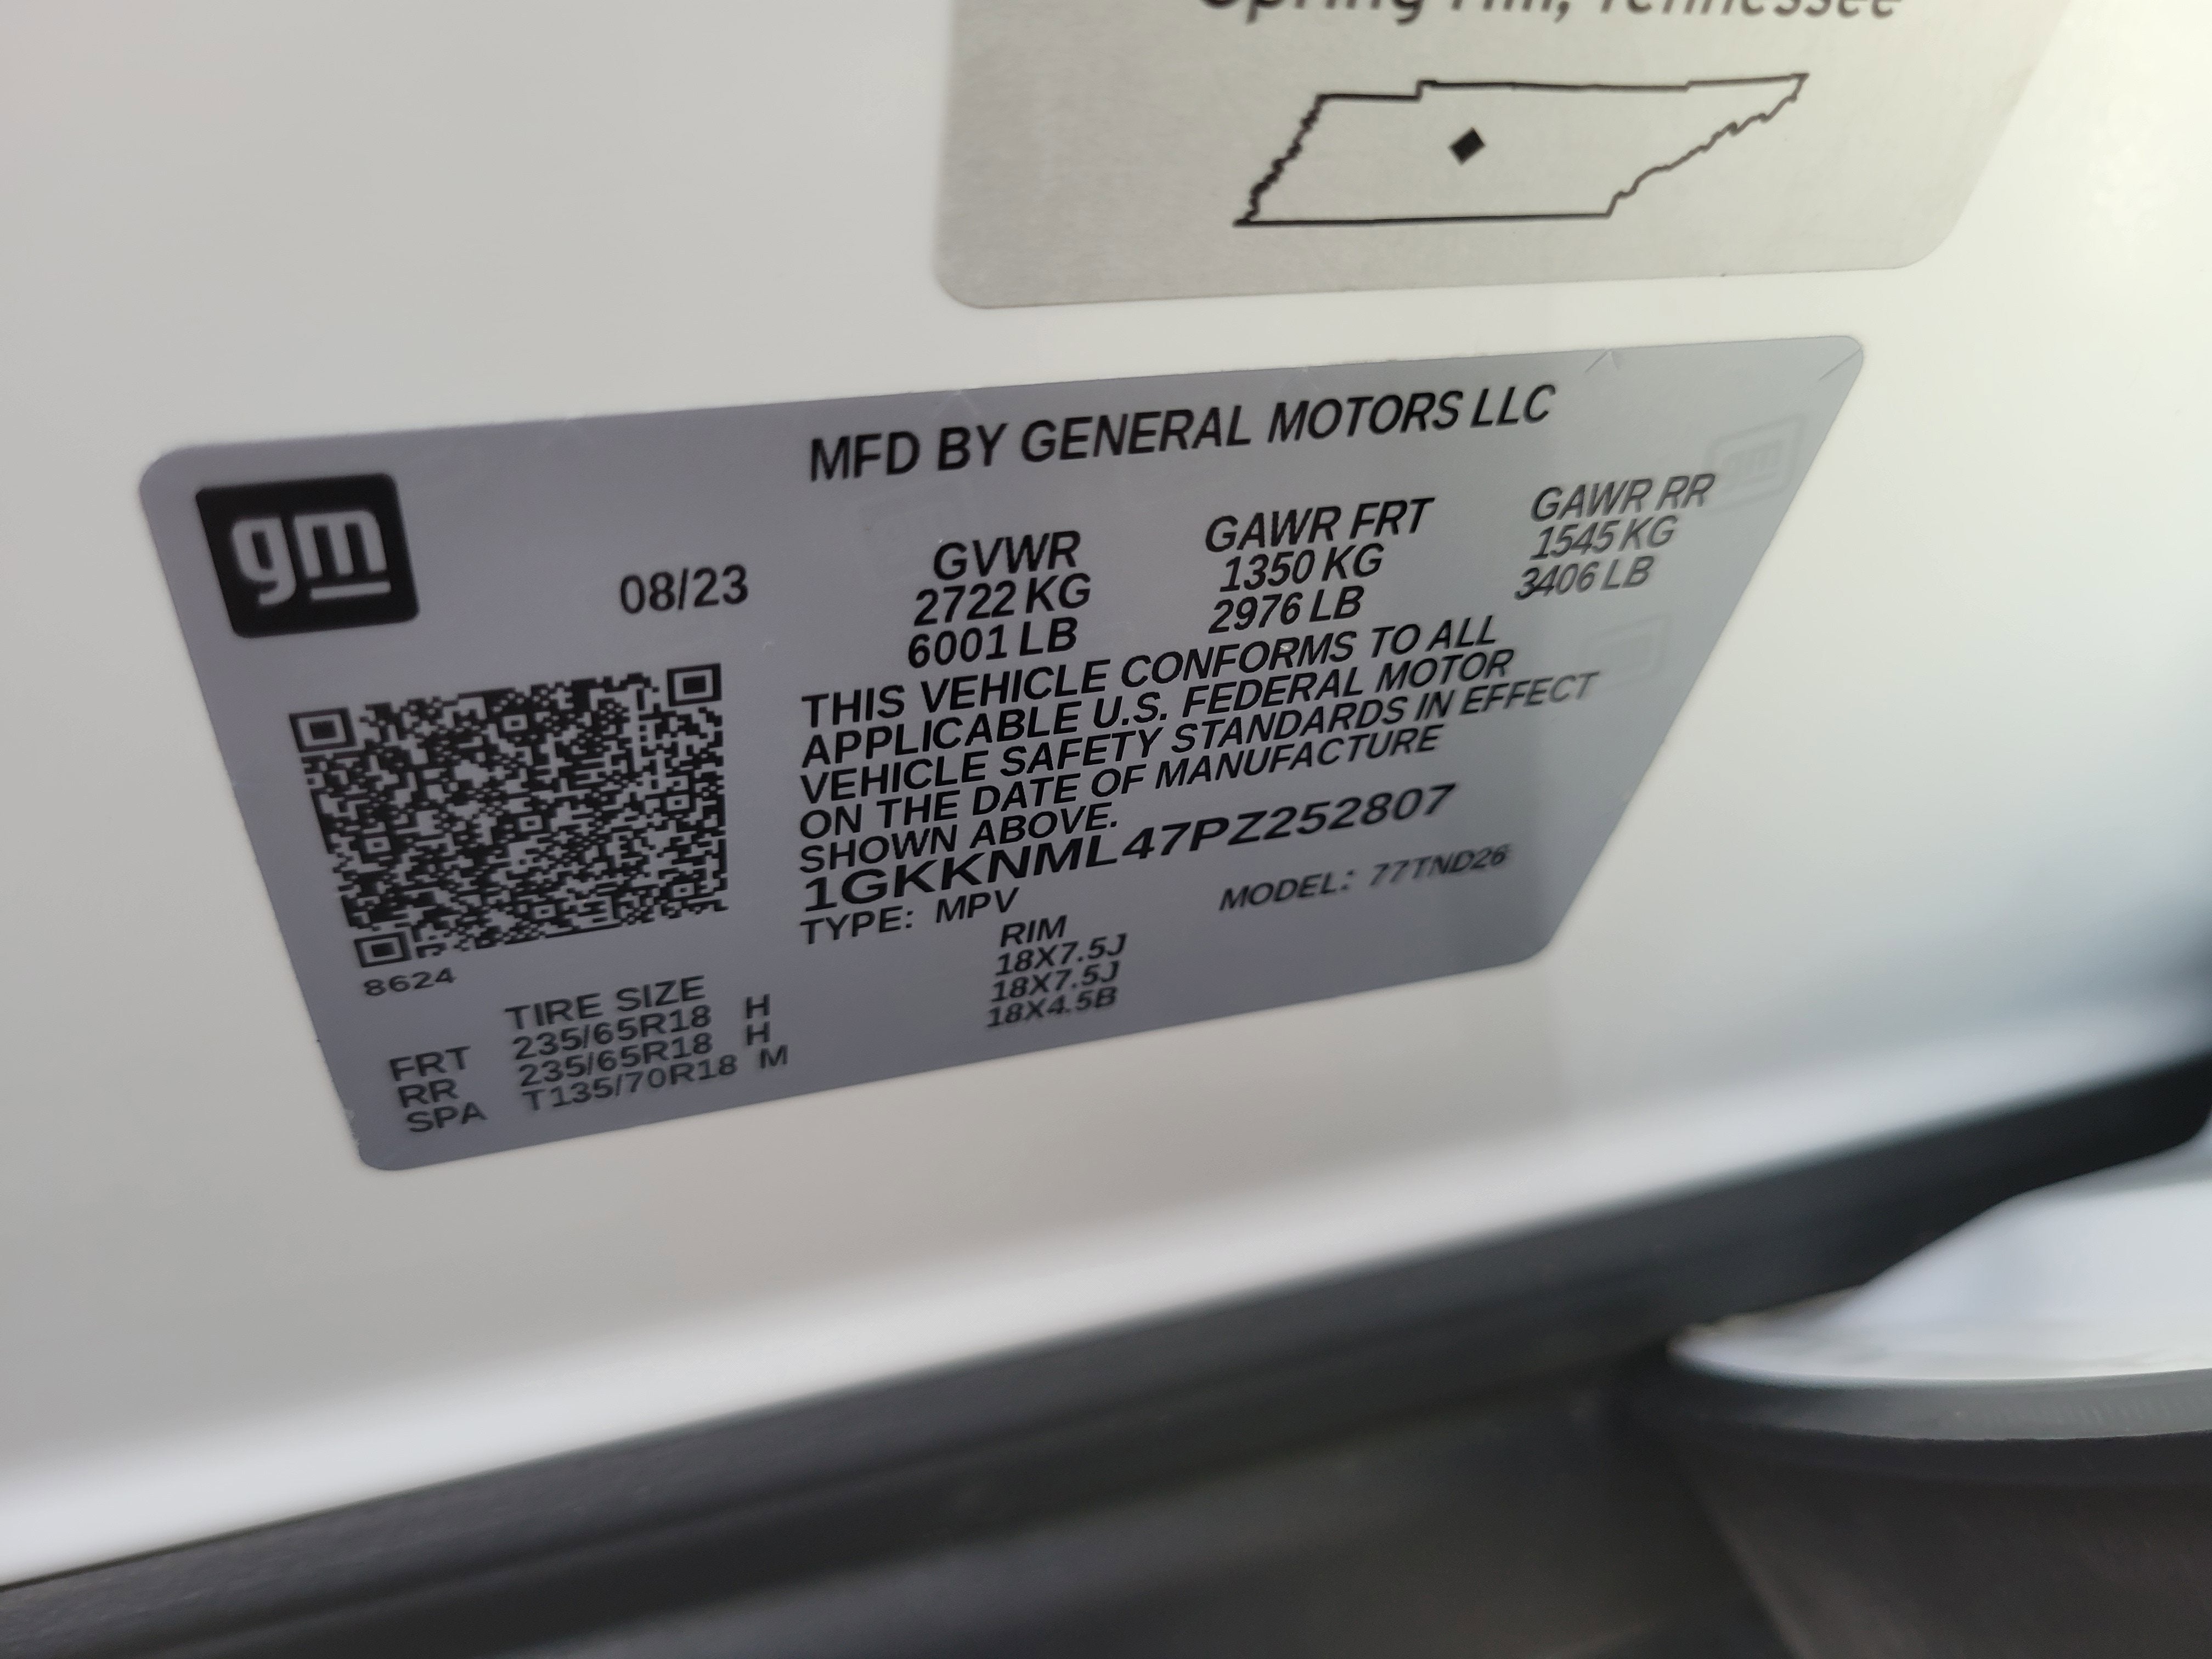 Spring Hill, Tennessee
MFD BY GENERAL MOTORS LLC
gm
08/23
GVWR
2722 KG
6001 LB
GAWR FRT
1350 KG
2976 LB
GAWR RR
1545 KG
3406 LB
THIS VEHICLE CONFORMS TO ALL
APPLICABLE U.S. FEDERAL MOTOR
VEHICLE SAFETY STANDARDS IN EFFECT
ON THE DATE OF MANUFACTURE
SHOWN ABOVE.
1GKKNML47PZ252807
TYPE: MPV
MODEL: 77TND26
8624
TIRE SIZE RIM
FRT 235/65R18 H 18X7.5J
RR 235/65R18 H 18X7.5J
SPA T135/70R18 M 18X4.5B